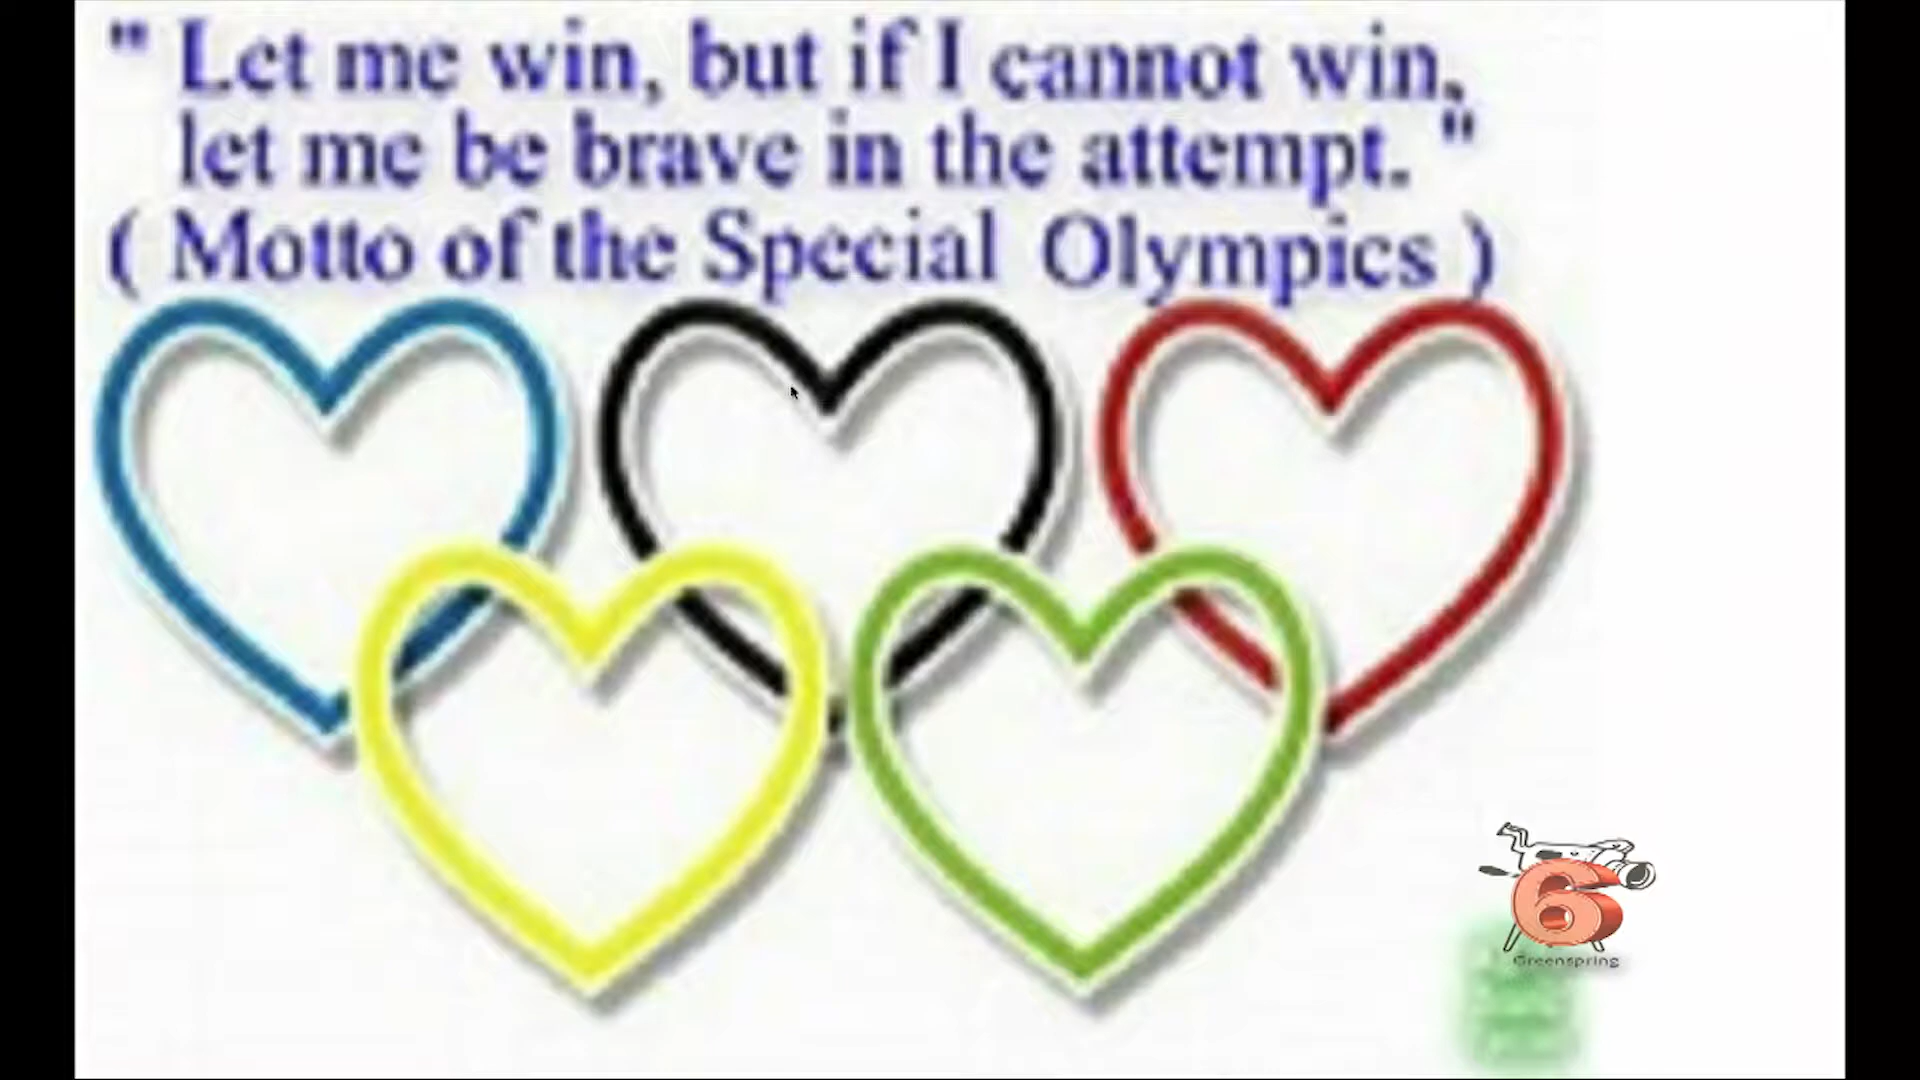 " Let me win, but if I cannot win,
let me be brave in the attempt. "
( Motto of the Special Olympics )
6
Greenspring